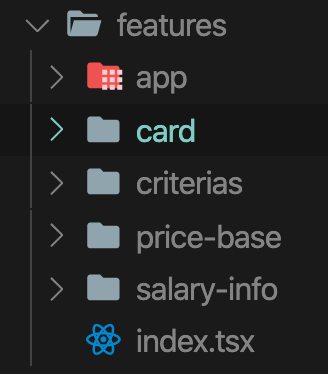 features
app
card
criterias
price-base
salary-info
index.tsx